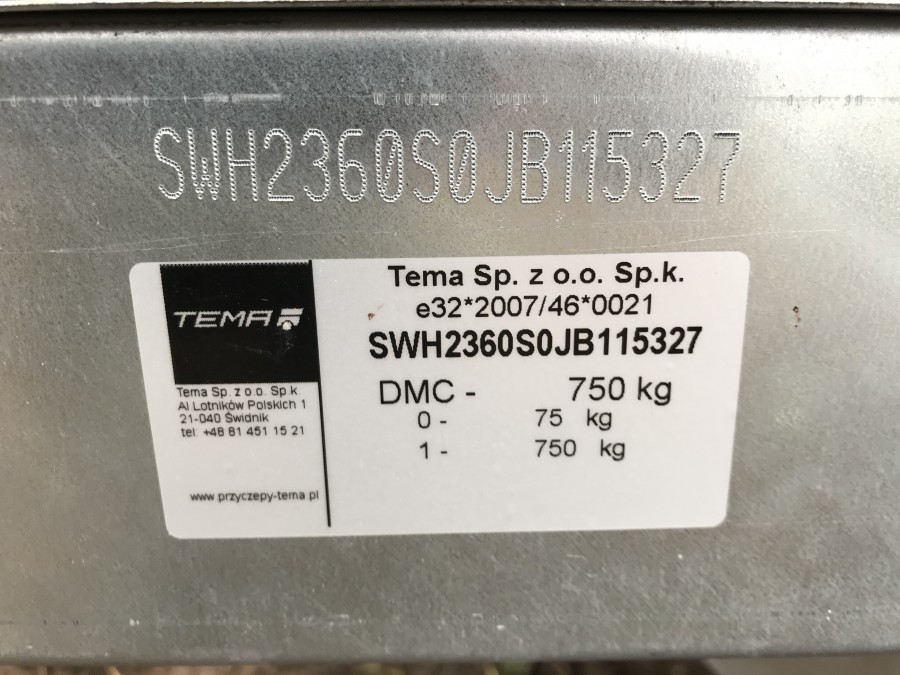 SWH2360S0JB115327
TEMA
Tema Sp. z o.o. Sp.k.
Al Lotników Polskich 1
21-040 Świdnik
tel: +48 81 451 15 21
www.przyczepy-tema.pl
Tema Sp. z o.o. Sp.k.
e32*2007/46*0021
SWH2360S0JB115327
DMC - 750 kg
0 - 75 kg
1 - 750 kg